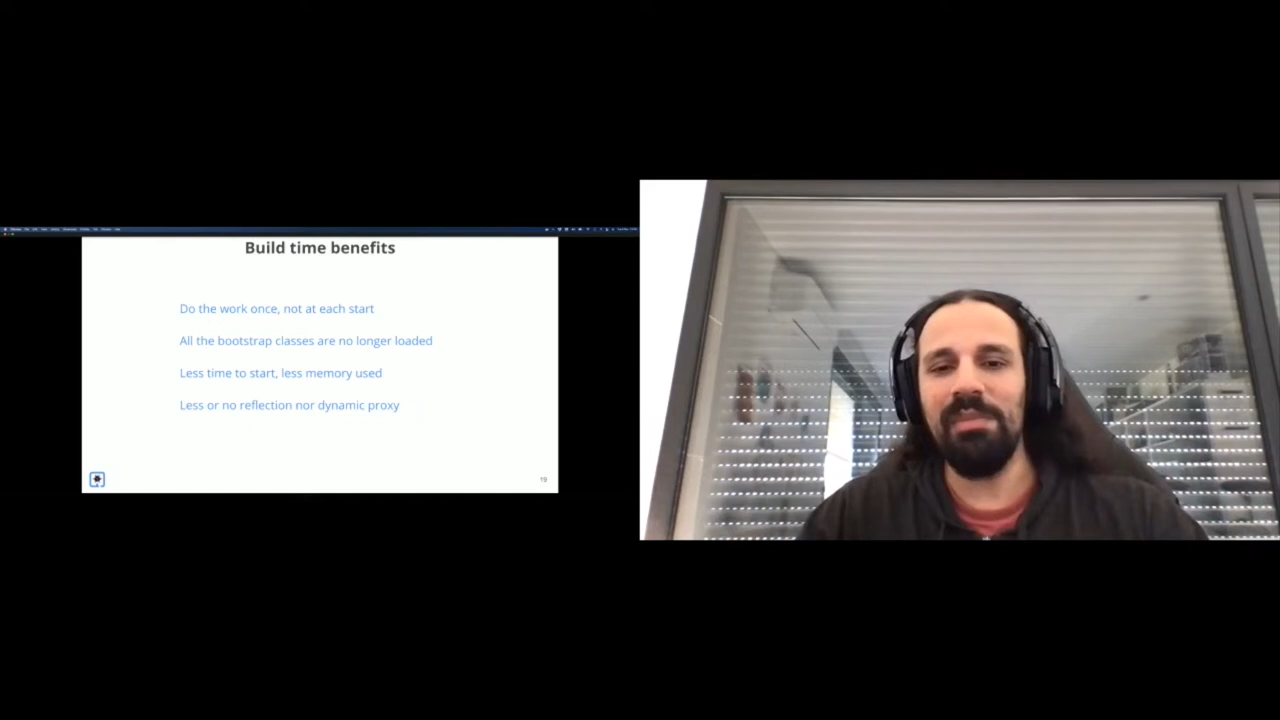 Build time benefits
Do the work once, not at each start
All the bootstrap classes are no longer loaded
Less time to start, less memory used
Less or no reflection nor dynamic proxy
19